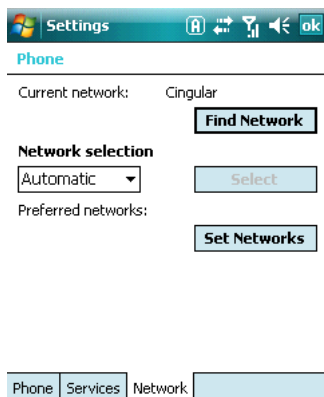 Settings A ok
Phone
Current network: Cingular
Find Network
Network selection
Automatic Select
Preferred networks:
Set Networks
Phone Services Network